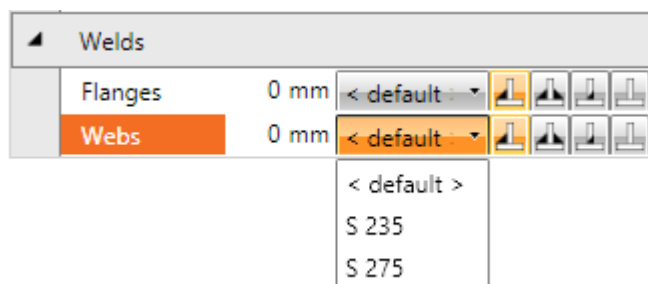 Welds
Flanges 0 mm < default
Webs 0 mm < default
< default >
S 235
S 275